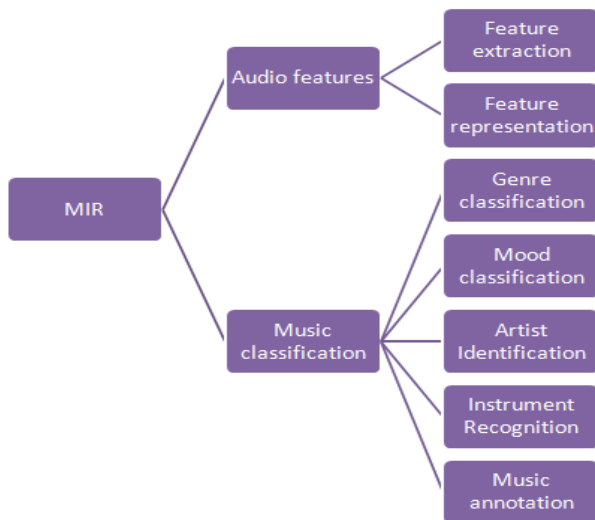 MIR
Audio features
Feature
extraction
Feature
representation
Music
classification
Genre
classification
Mood
classification
Artist
Identification
Instrument
Recognition
Music
annotation